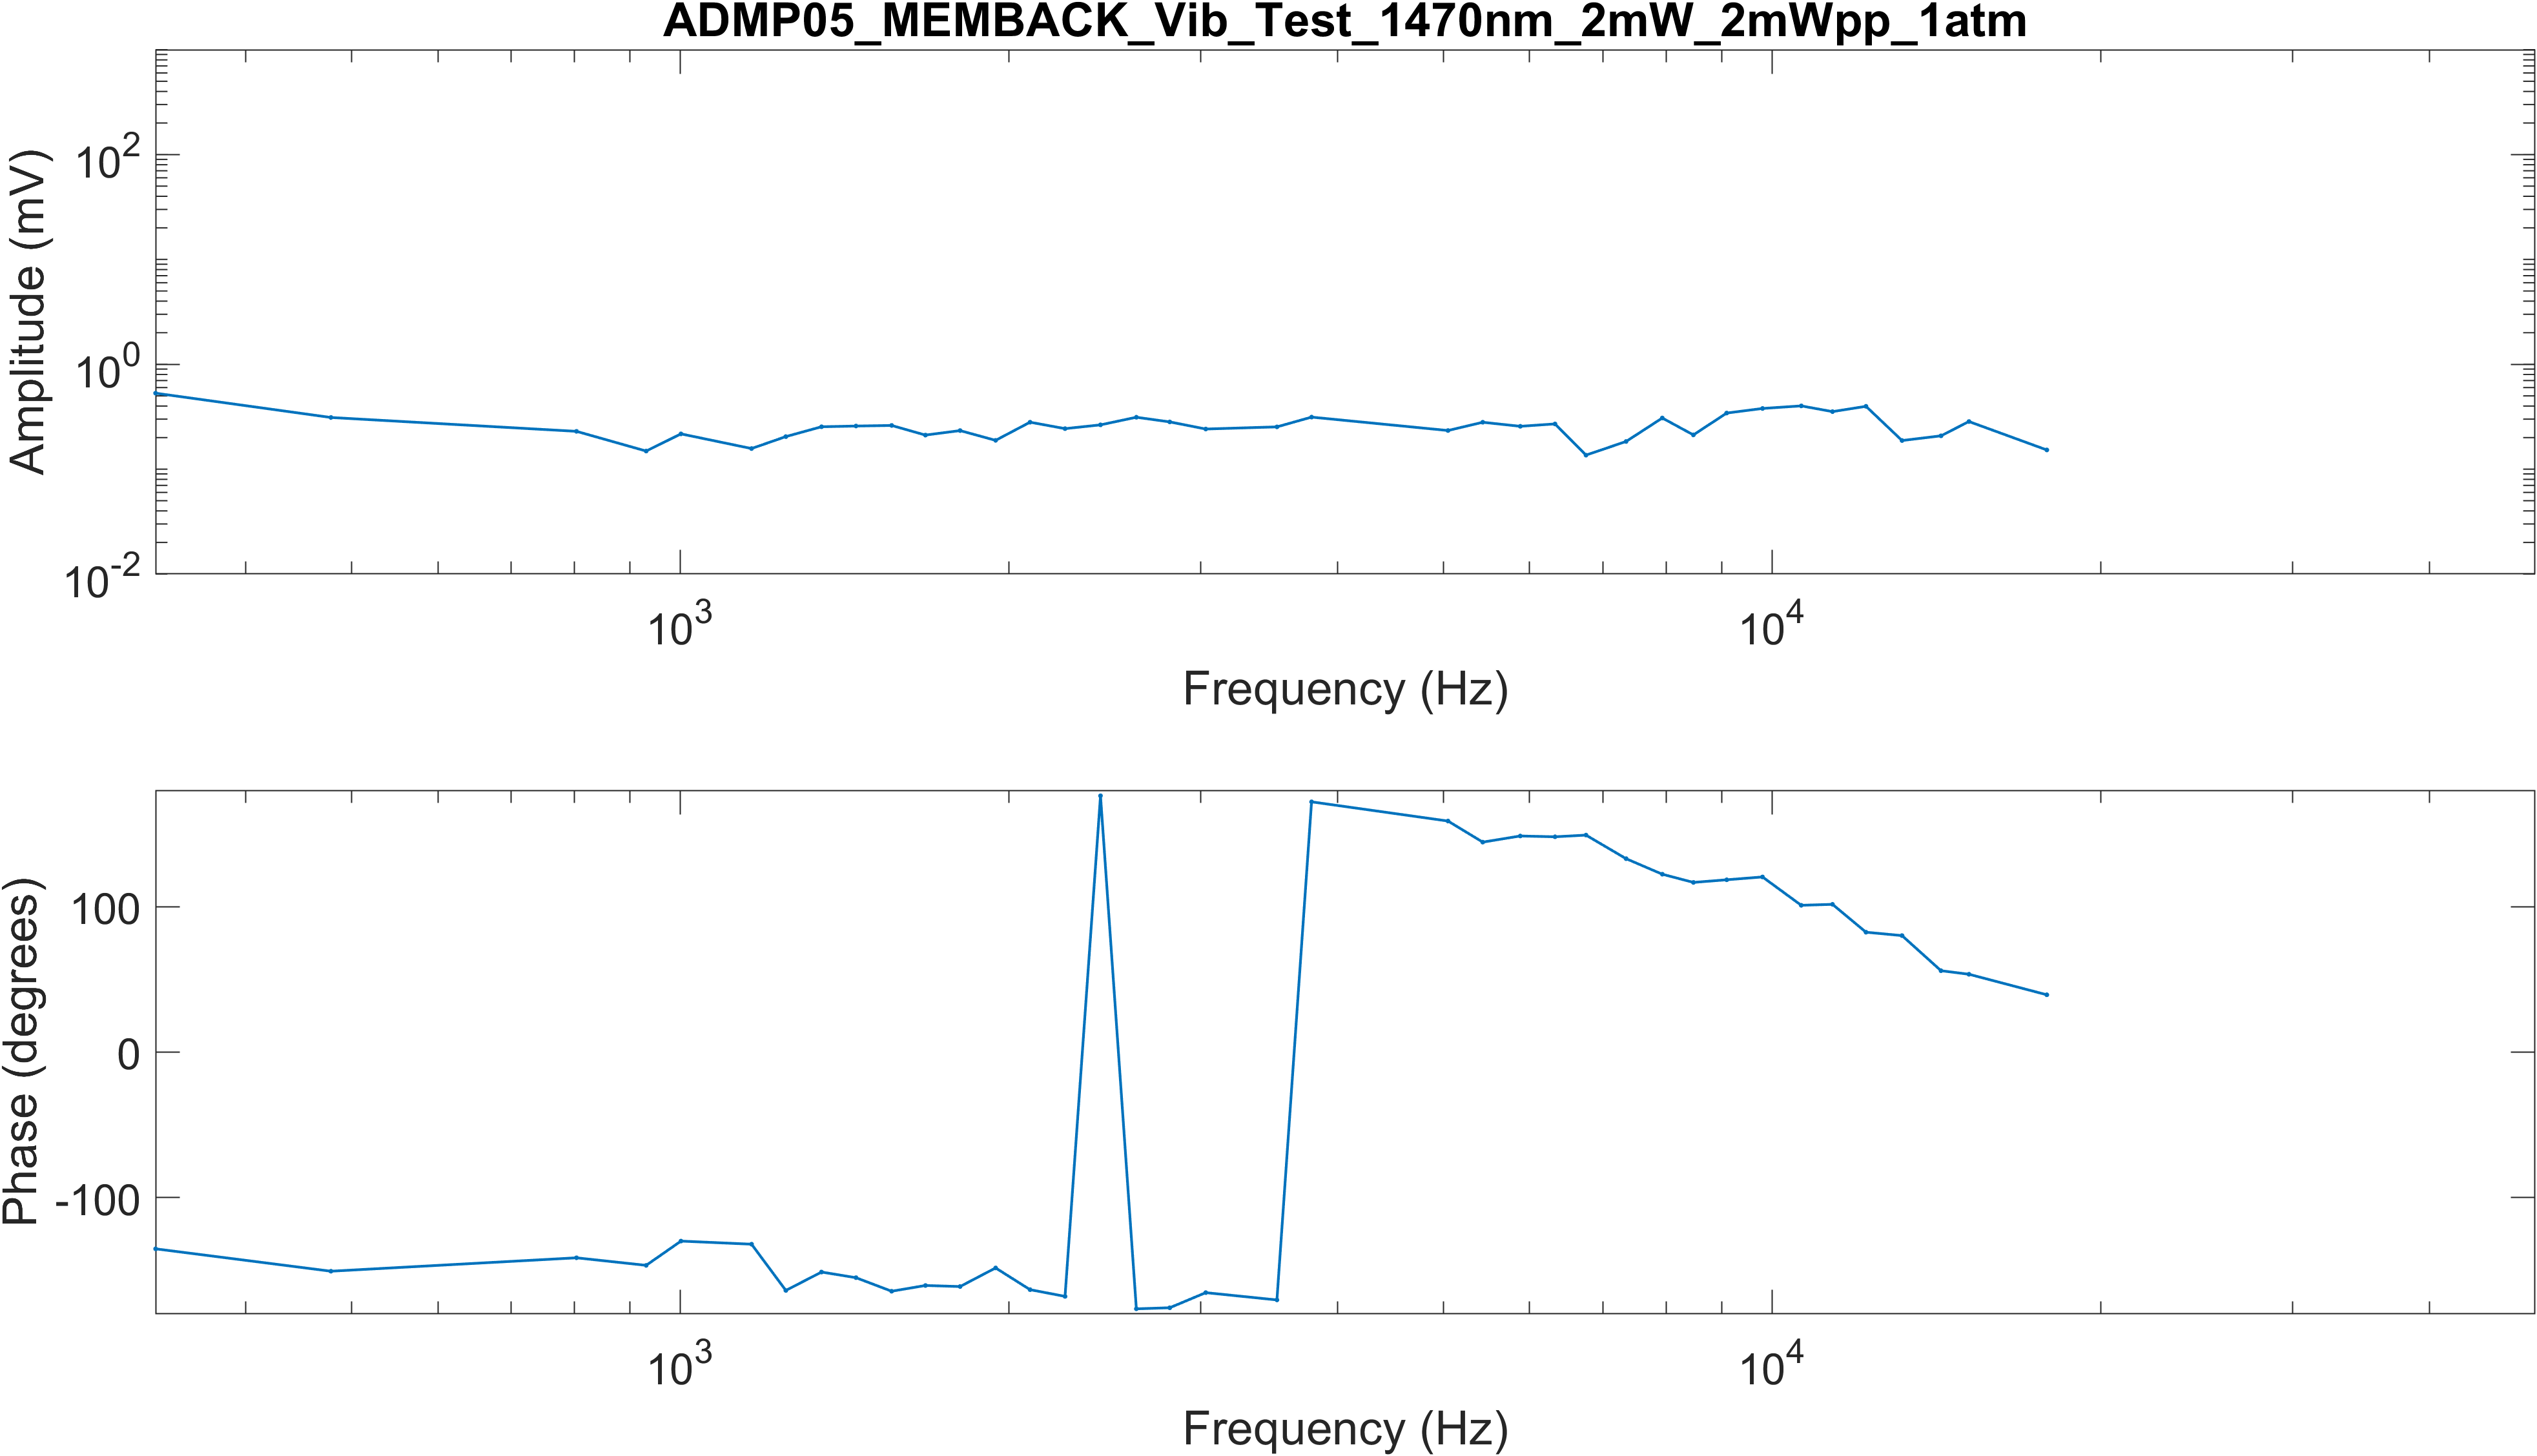 ADMP05_MEMBACK_Vib_Test_1470nm_2mW_2mWpp_1atm
Amplitude (mV)
10^2
10^0
10^-2
10^3
10^4
Frequency (Hz)
Phase (degrees)
100
0
-100
10^3
10^4
Frequency (Hz)